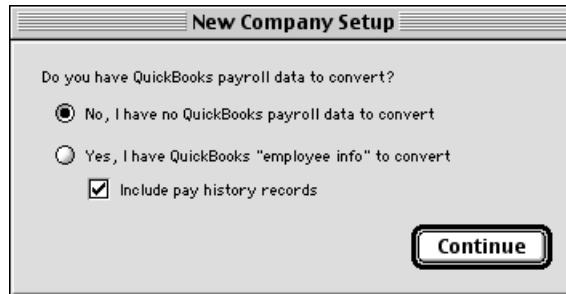 New Company Setup
Do you have QuickBooks payroll data to convert?
No, I have no QuickBooks payroll data to convert
Yes, I have QuickBooks "employee info" to convert
Include pay history records
Continue